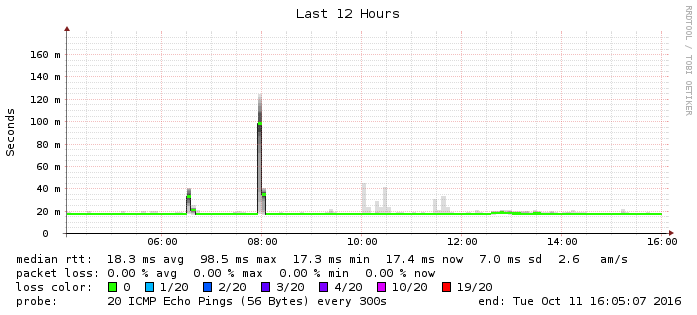 Last 12 Hours
RRDTOOL / TOBI OETIKER
Seconds
160 m
140 m
120 m
100 m
80 m
60 m
40 m
20 m
0
06:00 08:00 10:00 12:00 14:00 16:00
median rtt: 18.3 ms avg 98.5 ms max 17.3 ms min 17.4 ms now 7.0 ms sd 2.6 am/s
packet loss: 0.00 % avg 0.00 % max 0.00 % min 0.00 % now
loss color: 0 1/20 2/20 3/20 4/20 10/20 19/20
probe: 20 ICMP Echo Pings (56 Bytes) every 300s end: Tue Oct 11 16:05:07 2016